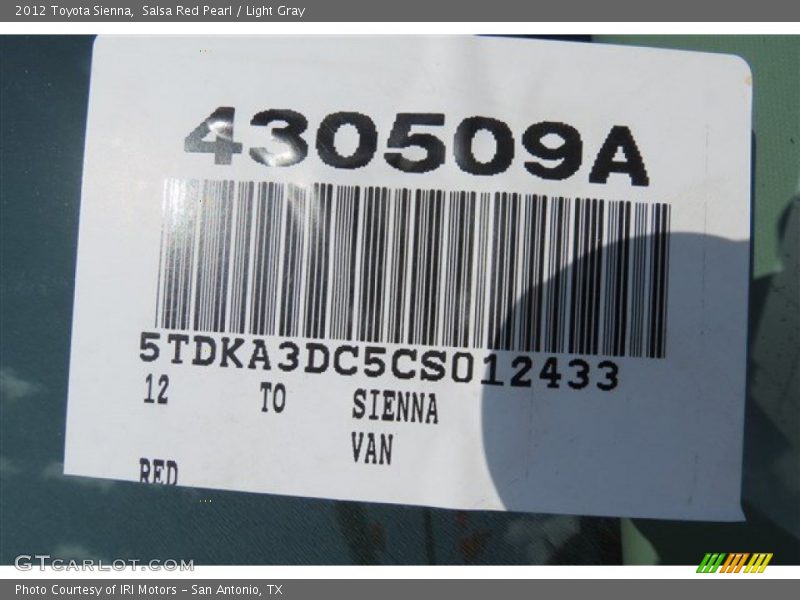 2012 Toyota Sienna,  Salsa Red Pearl / Light Gray
430509A
5TDKA3DC5CS012433
12 TO SIENNA
VAN
RED
GTCARLOT.COM
Photo Courtesy of IRI Motors – San Antonio, TX